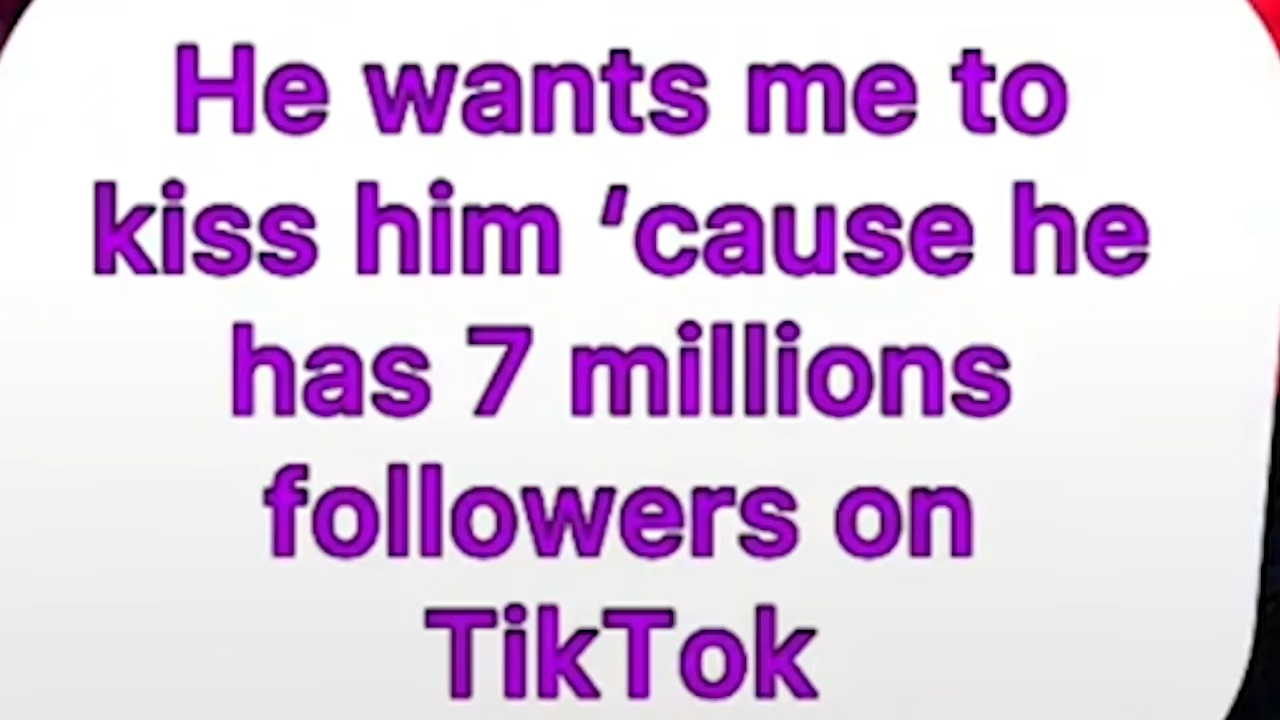 He wants me to
kiss him ‘cause he
has 7 millions
followers on
TikTok